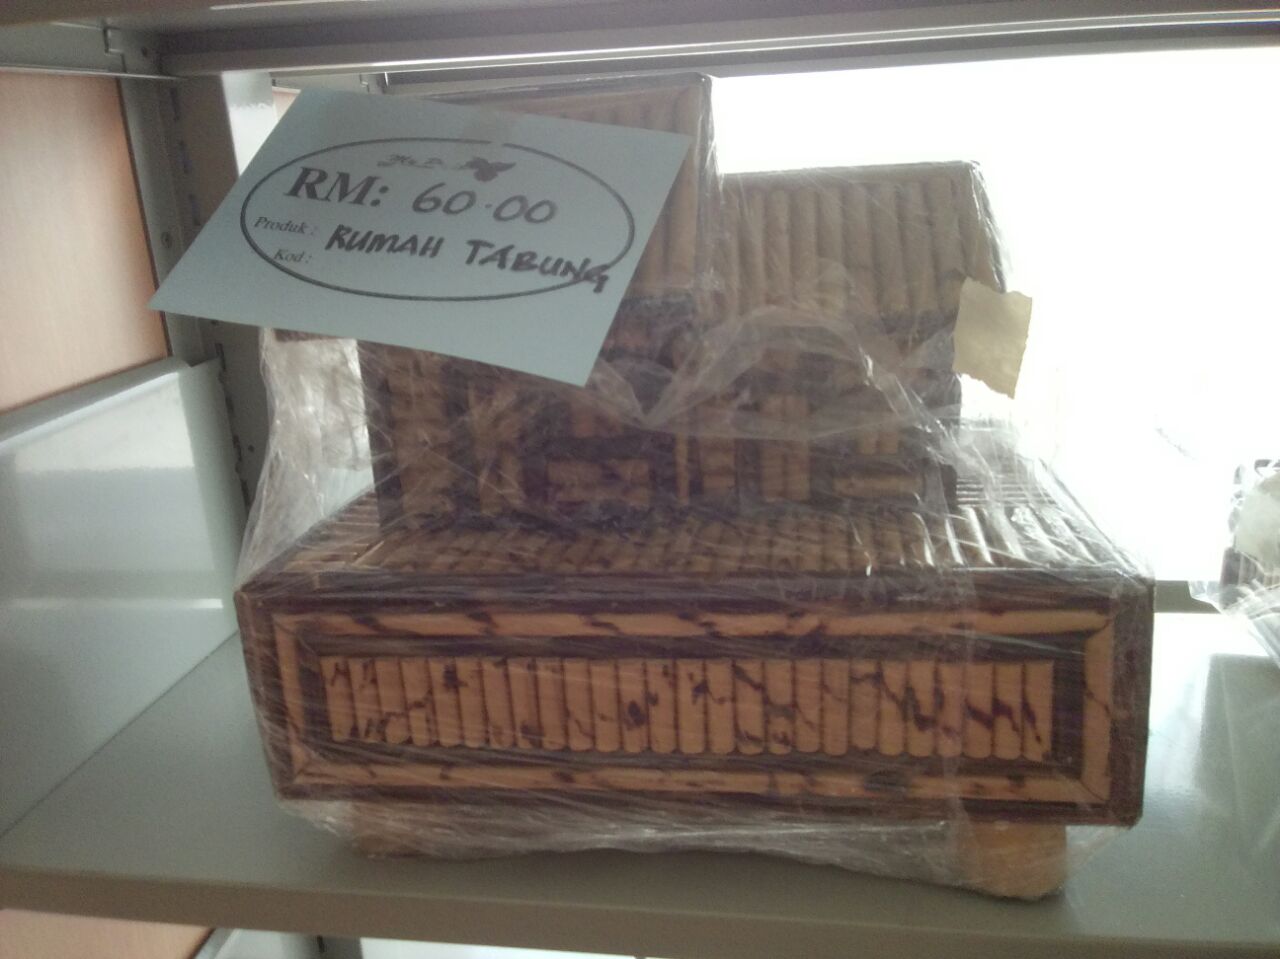 RM: 60.00
Produk: RUMAH TABUNG
Kod: